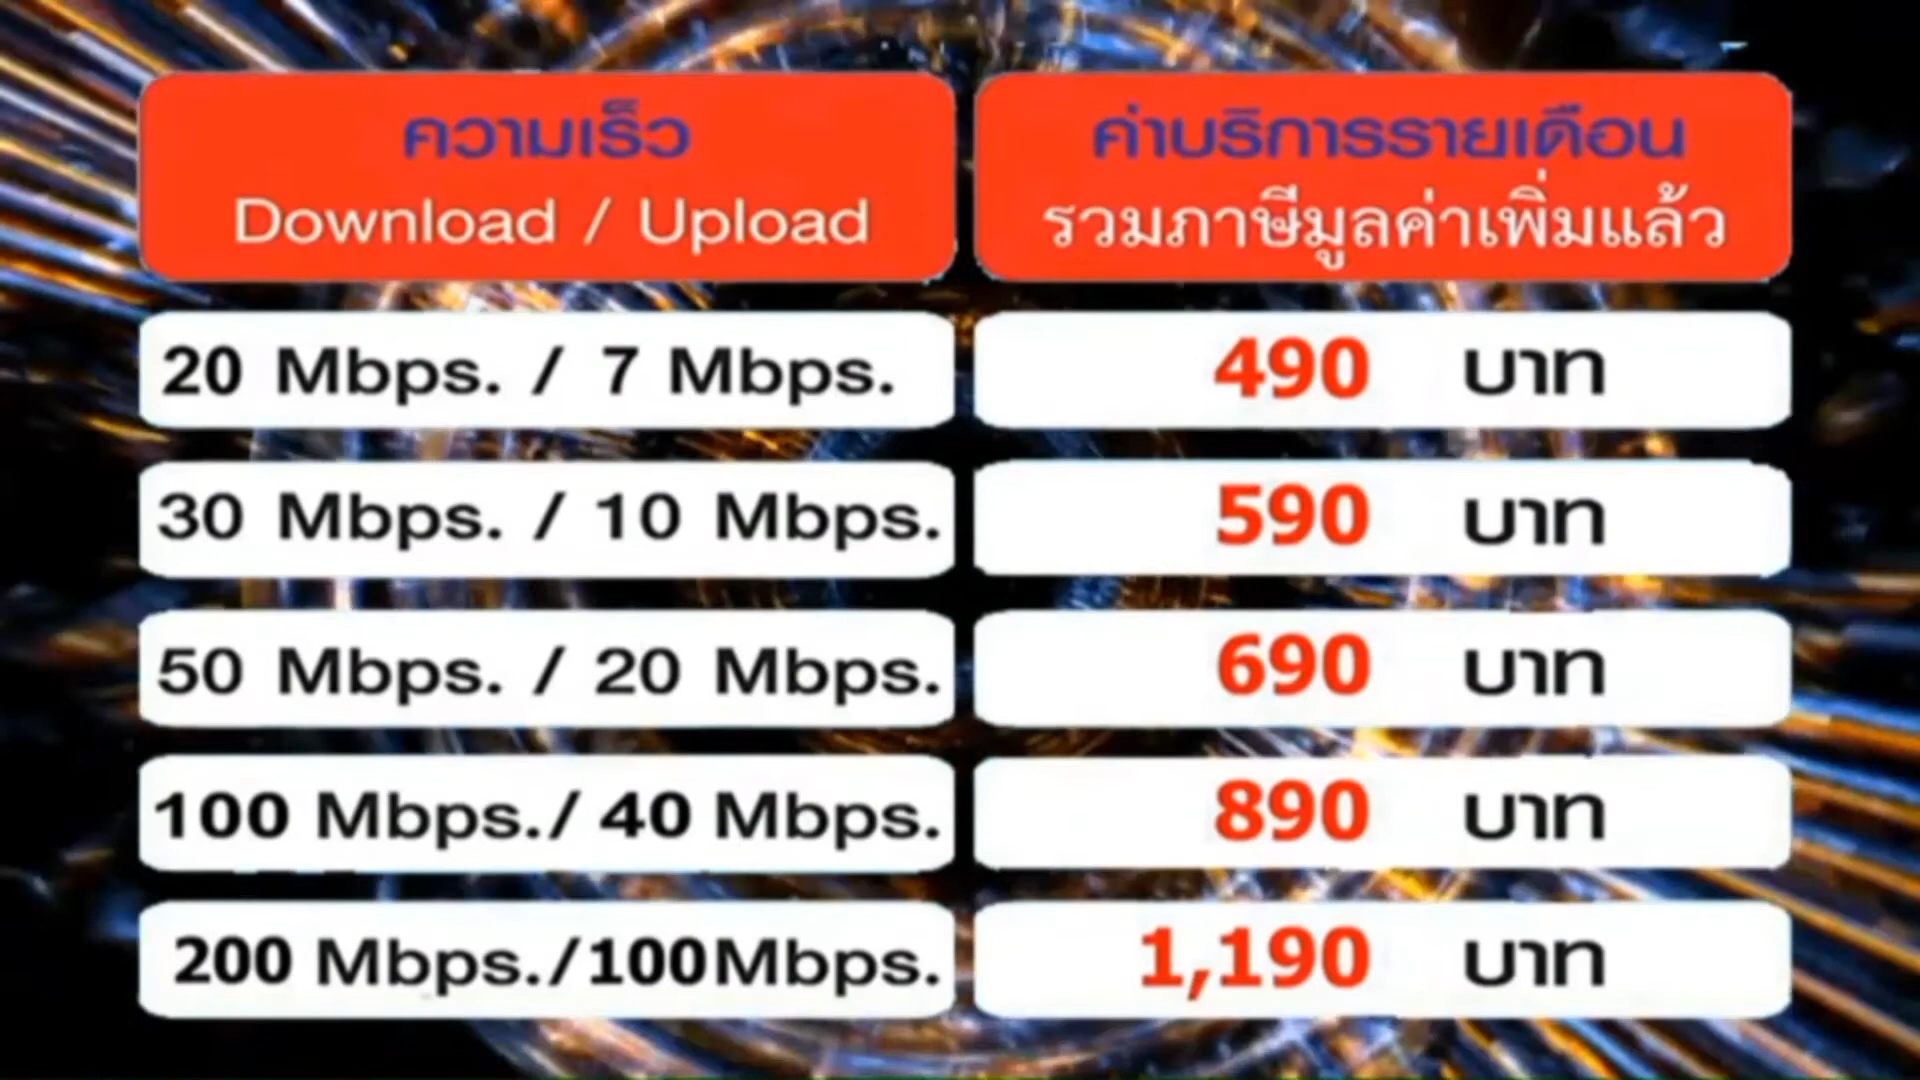 ความเร็ว
Download / Upload
ค่าบริการรายเดือน
รวมภาษีมูลค่าเพิ่มแล้ว
20 Mbps. / 7 Mbps. 490 บาท
30 Mbps. / 10 Mbps. 590 บาท
50 Mbps. / 20 Mbps. 690 บาท
100 Mbps./ 40 Mbps. 890 บาท
200 Mbps./100Mbps. 1,190 บาท